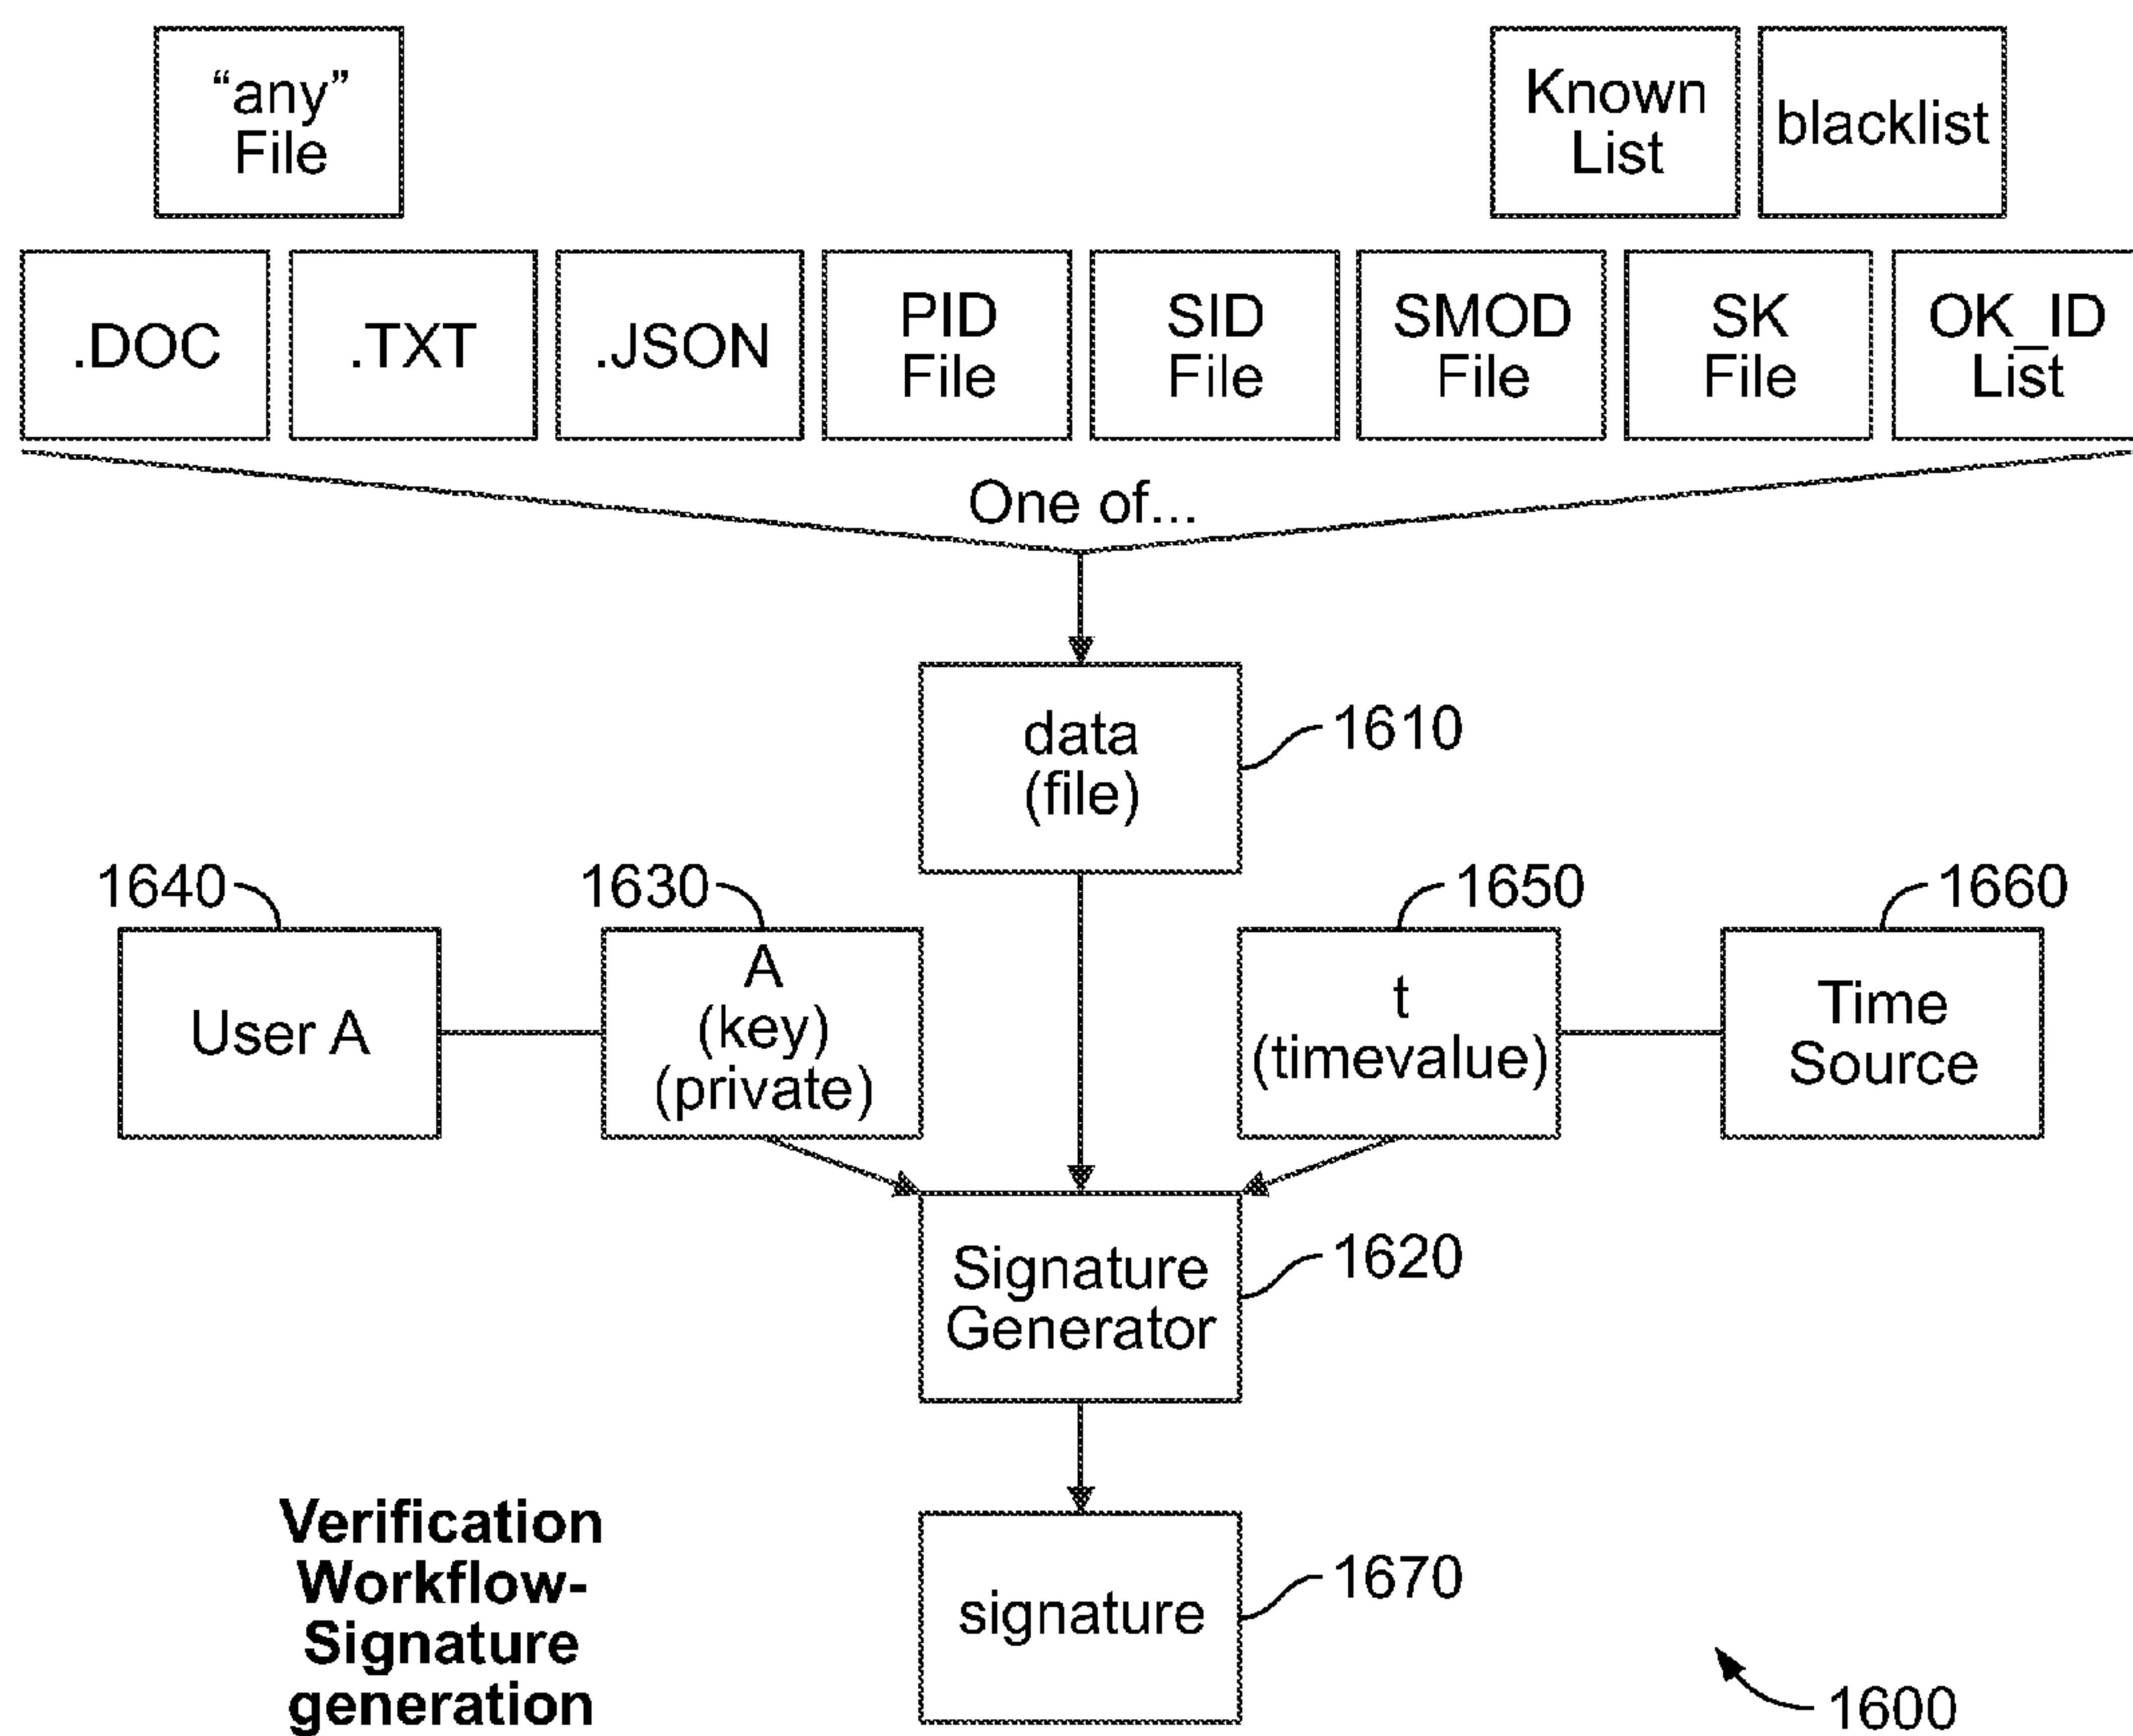 “any”
File
Known
List
blacklist
.DOC
.TXT
.JSON
PID
File
SID
File
SMOD
File
SK
File
OK_ID
List
One of...
data
(file)
1610
1640
1630
1650
1660
User A
A
(key)
(private)
t
(timevalue)
Time
Source
Signature
Generator
1620
signature
1670
Verification
Workflow-
Signature
generation
1600